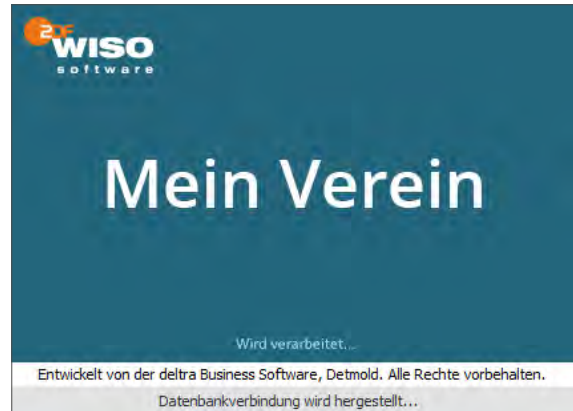 ZDF
WISO
software
Mein Verein
Wird verarbeitet...
Entwickelt von der deltra Business Software, Detmold. Alle Rechte vorbehalten.
Datenbankverbindung wird hergestellt...